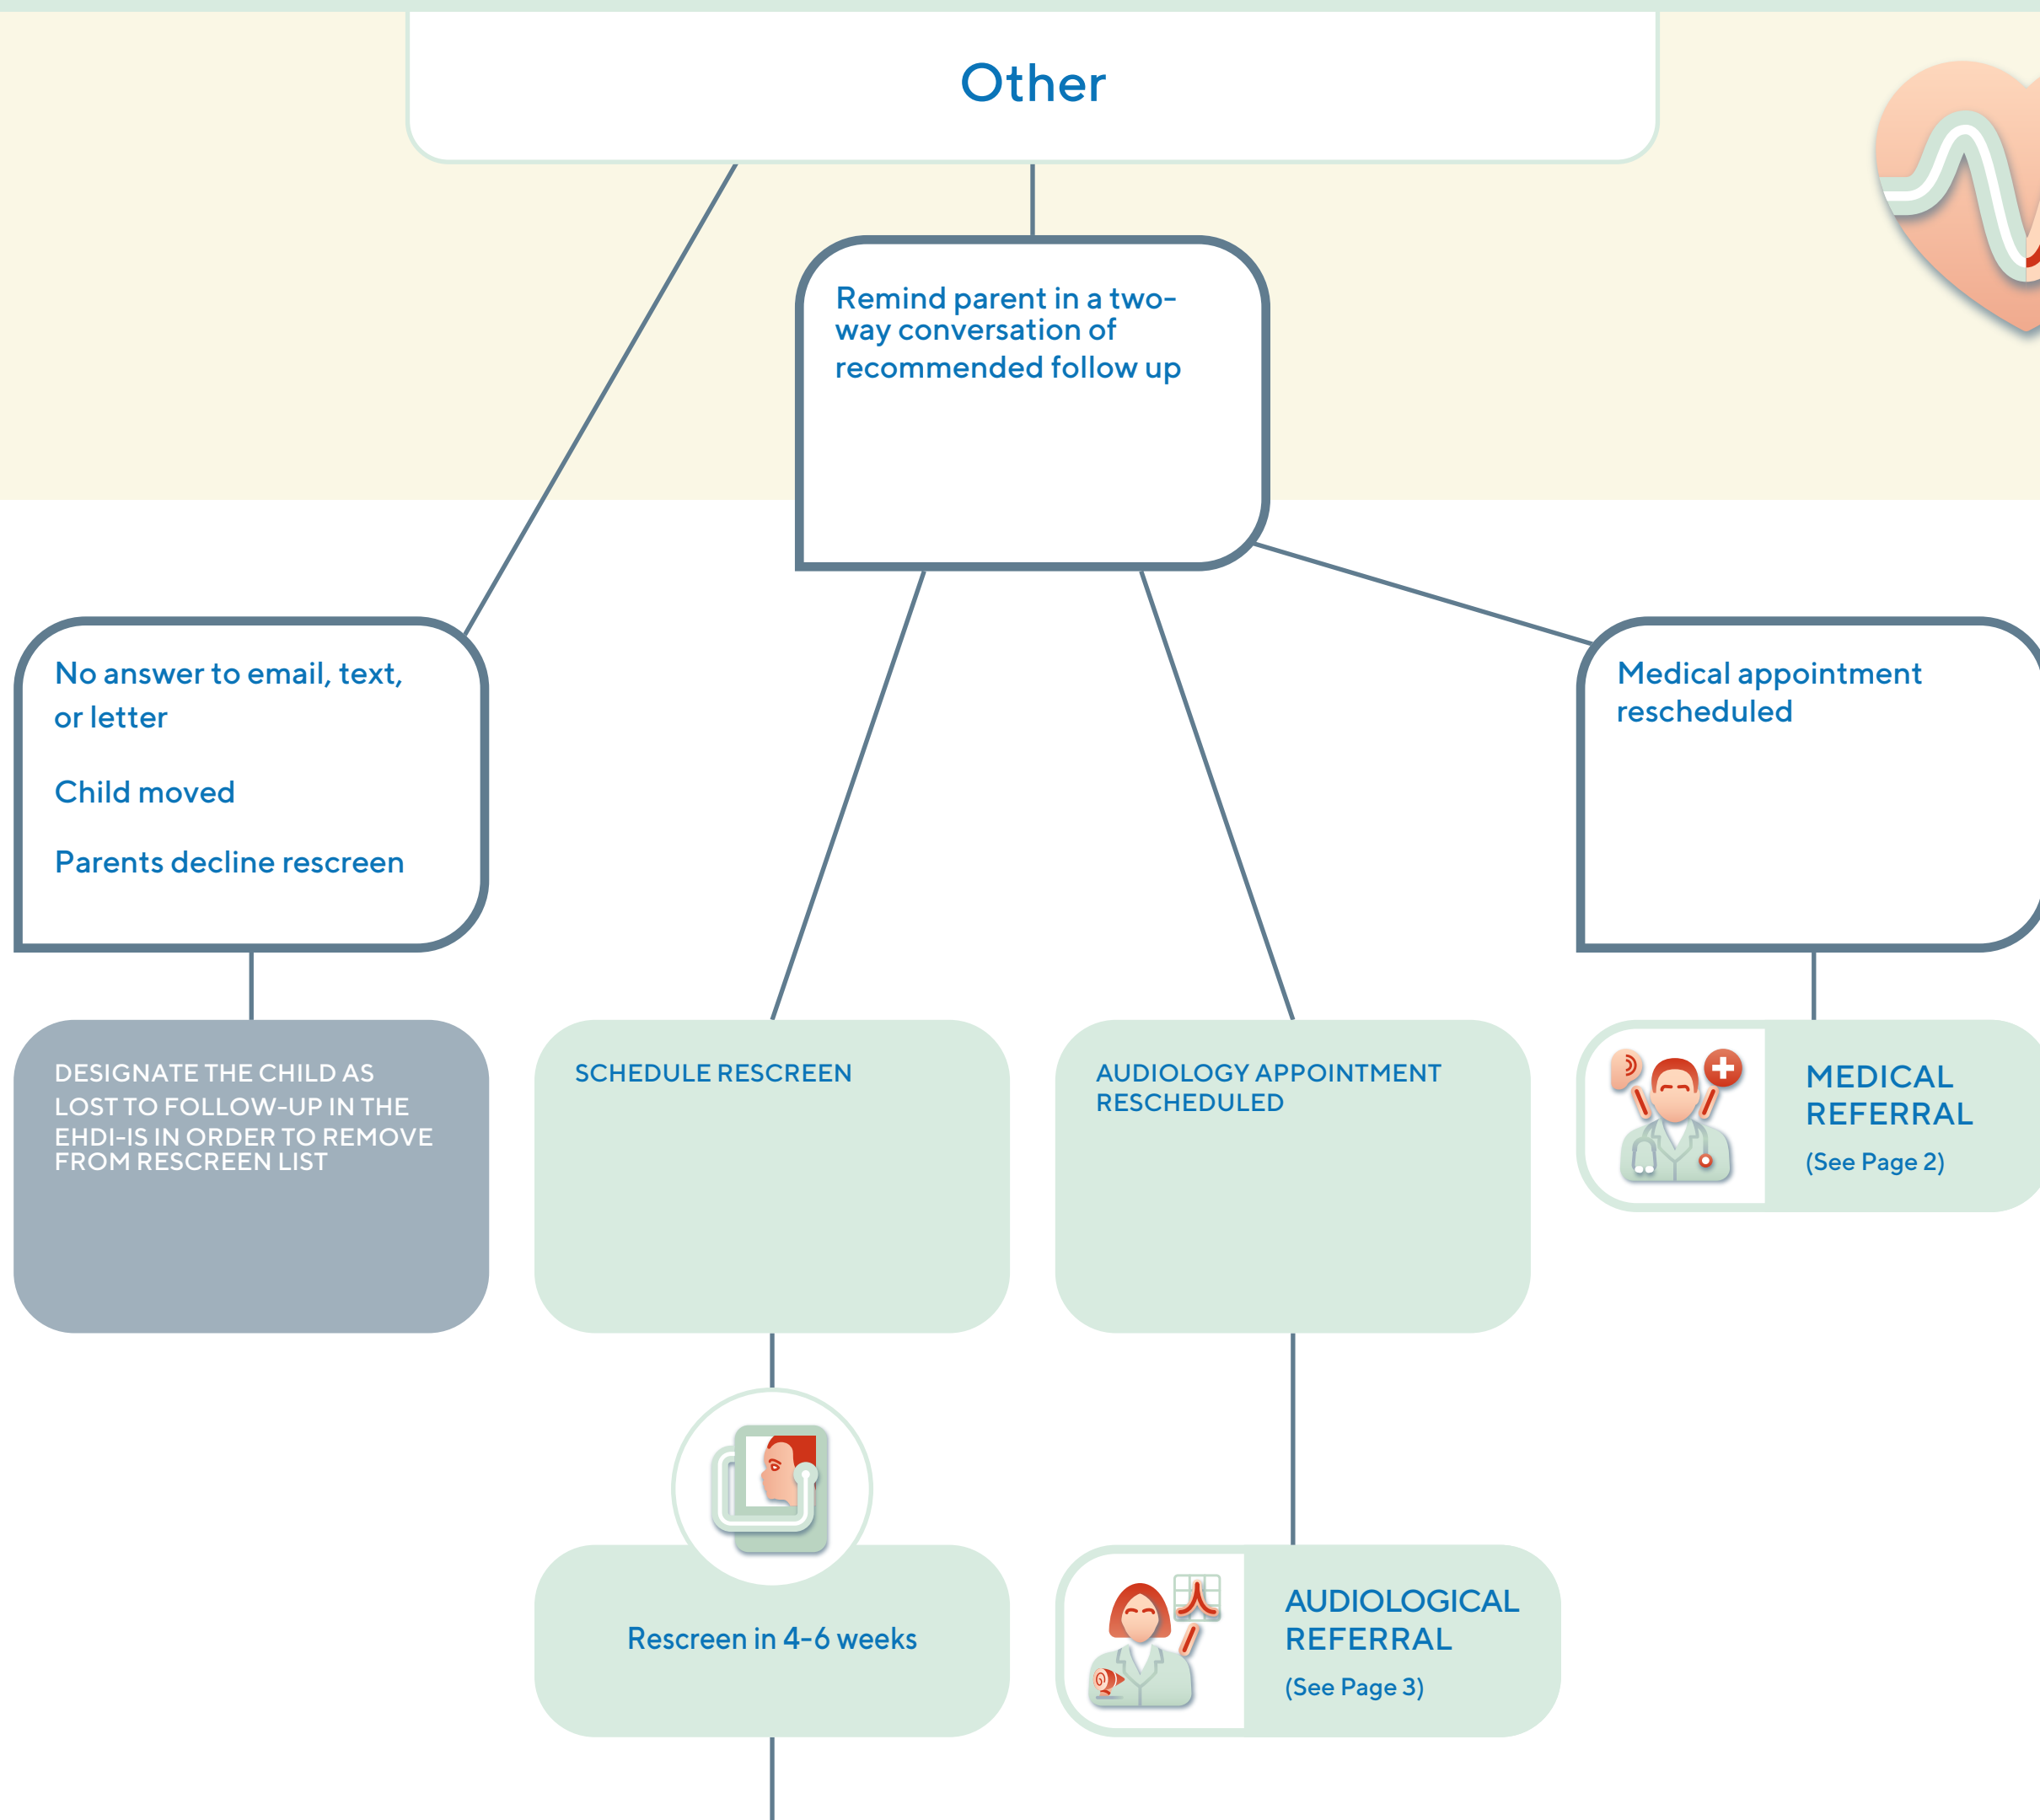 Other
Remind parent in a two-
way conversation of
recommended follow up
No answer to email, text,
or letter
Child moved
Parents decline rescreen
Medical appointment
rescheduled
DESIGNATE THE CHILD AS
LOST TO FOLLOW-UP IN THE
EHDI-IS IN ORDER TO REMOVE
FROM RESCREEN LIST
SCHEDULE RESCREEN
AUDIOLOGY APPOINTMENT
RESCHEDULED
MEDICAL
REFERRAL
(See Page 2)
Rescreen in 4-6 weeks
AUDIOLOGICAL
REFERRAL
(See Page 3)